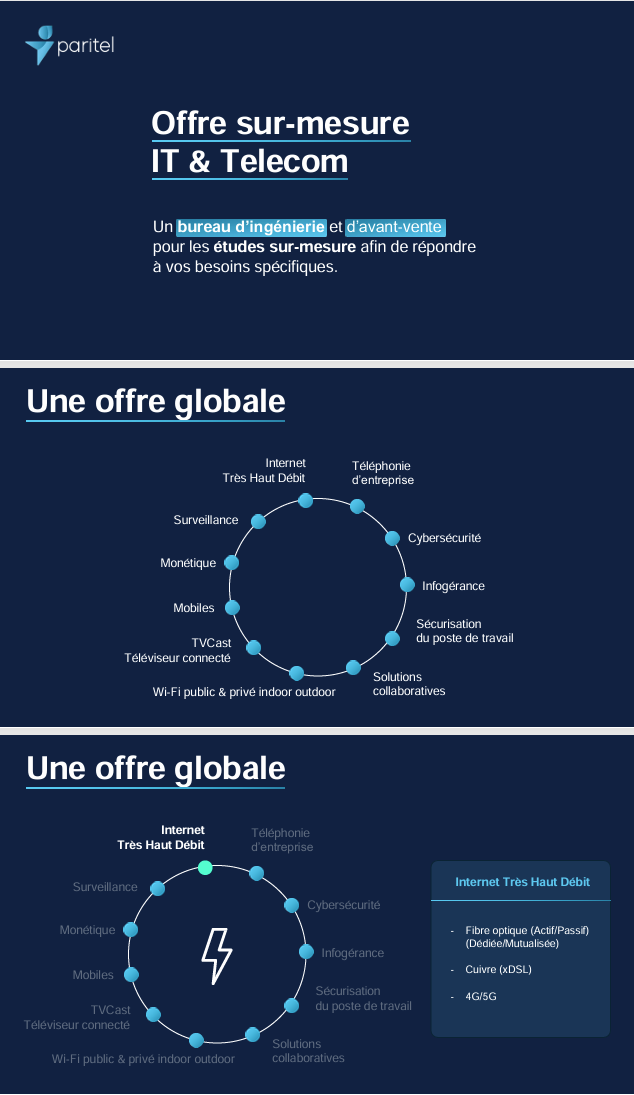 paritel
Offre sur-mesure
IT & Telecom
Un bureau d'ingénierie et d'avant-vente
pour les études sur-mesure afin de répondre
à vos besoins spécifiques.
Une offre globale
Internet
Très Haut Débit
Téléphonie
d'entreprise
Surveillance
Cybersécurité
Monétique
Infogérance
Mobiles
Sécurisation
du poste de travail
TVCast
Téléviseur connecté
Solutions
collaboratives
Wi-Fi public & privé indoor outdoor
Une offre globale
Internet
Très Haut Débit
Téléphonie
d'entreprise
Surveillance
Cybersécurité
Monétique
Infogérance
Mobiles
Sécurisation
du poste de travail
TVCast
Téléviseur connecté
Solutions
collaboratives
Wi-Fi public & privé indoor outdoor
Internet Très Haut Débit
- Fibre optique (Actif/Passif)
(Dédiée/Mutualisée)
- Cuivre (xDSL)
- 4G/5G